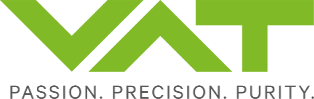 VAT
PASSION. PRECISION. PURITY.